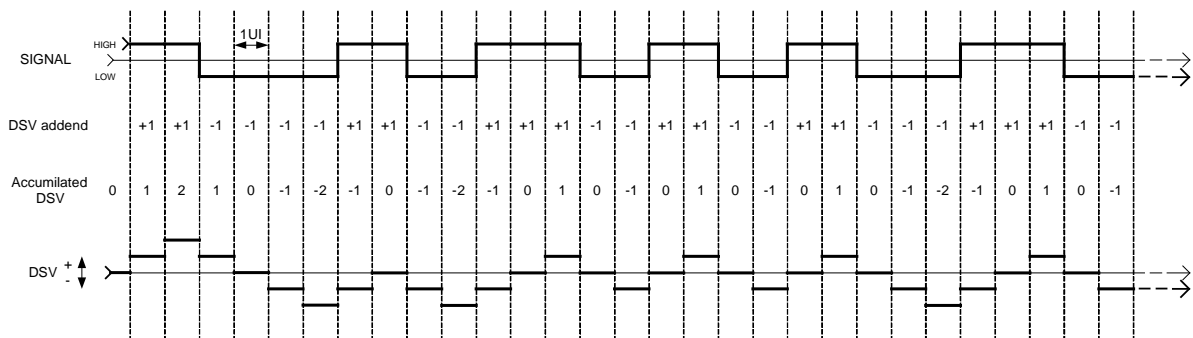 1UI
HIGH
SIGNAL
LOW
DSV addend +1 +1 -1 -1 -1 -1 +1 +1 -1 -1 +1 +1 +1 -1 -1 +1 +1 -1 -1 +1 +1 -1 -1 -1 +1 +1 +1 -1 -1
Accumilated
DSV
0 1 2 1 0 -1 -2 -1 0 -1 -2 -1 0 1 0 -1 0 1 0 -1 0 1 0 -1 -2 -1 0 1 0 -1
DSV + -